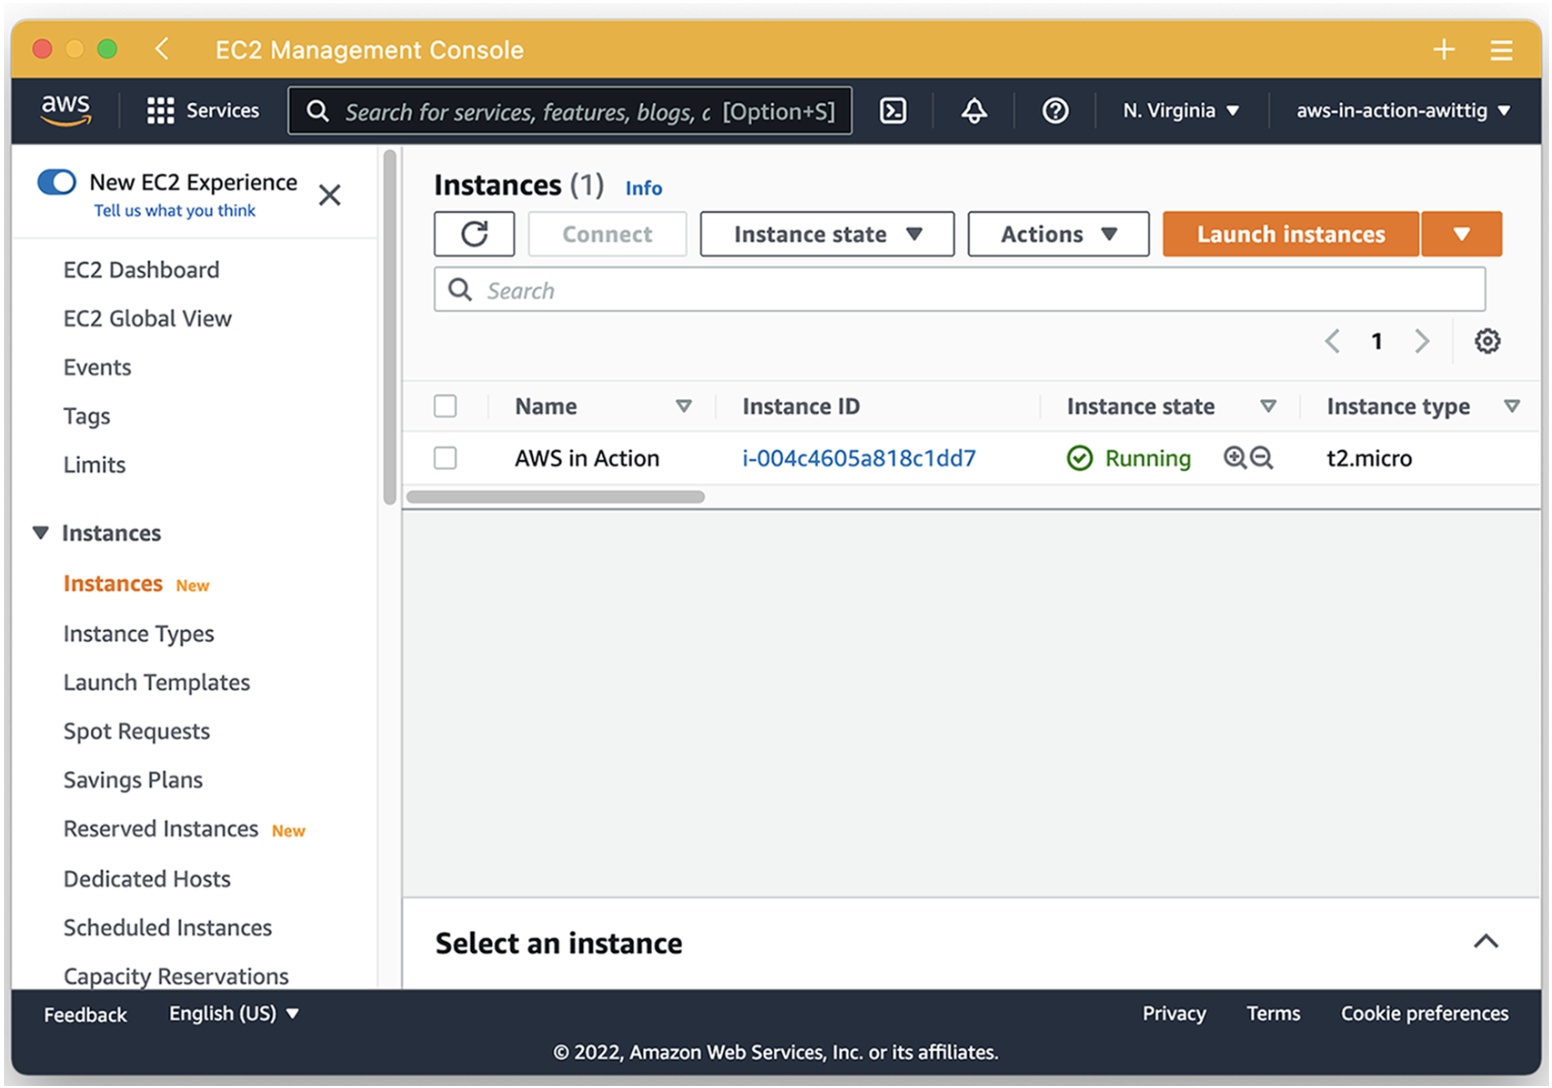 EC2 Management Console
aws
Services
Search for services, features, blogs, c [Option+S]
N. Virginia
aws-in-action-awittig
New EC2 Experience
Tell us what you think
EC2 Dashboard
EC2 Global View
Events
Tags
Limits
Instances
Instances New
Instance Types
Launch Templates
Spot Requests
Savings Plans
Reserved Instances New
Dedicated Hosts
Scheduled Instances
Capacity Reservations
Instances (1) Info
Connect
Instance state
Actions
Launch instances
Search
1
Name Instance ID Instance state Instance type
AWS in Action i-004c4605a818c1dd7 Running t2.micro
Select an instance
Feedback English (US) Privacy Terms Cookie preferences
© 2022, Amazon Web Services, Inc. or its affiliates.